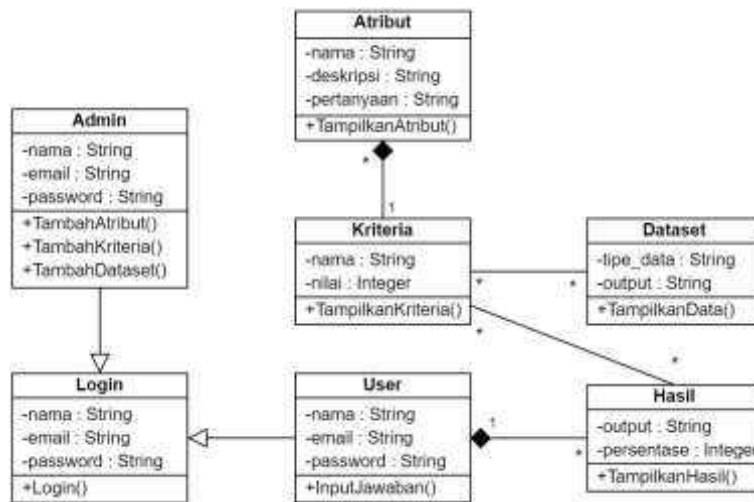 Atribut
-nama : String
-deskripsi : String
-pertanyaan : String
+TampilkanAtribut()
*
1
Admin
-nama : String
-email : String
-password : String
+TambahAtribut()
+TambahKriteria()
+TambahDataset()
Kriteria
-nama : String
-nilai : Integer
+TampilkanKriteria()
*
*
Dataset
-tipe_data : String
-output : String
+TampilkanData()
*
*
Login
-nama : String
-email : String
-password : String
+Login()
User
-nama : String
-email : String
-password : String
+InputJawaban()
1
*
Hasil
-output : String
-persentase : Integer
+TampilkanHasil()